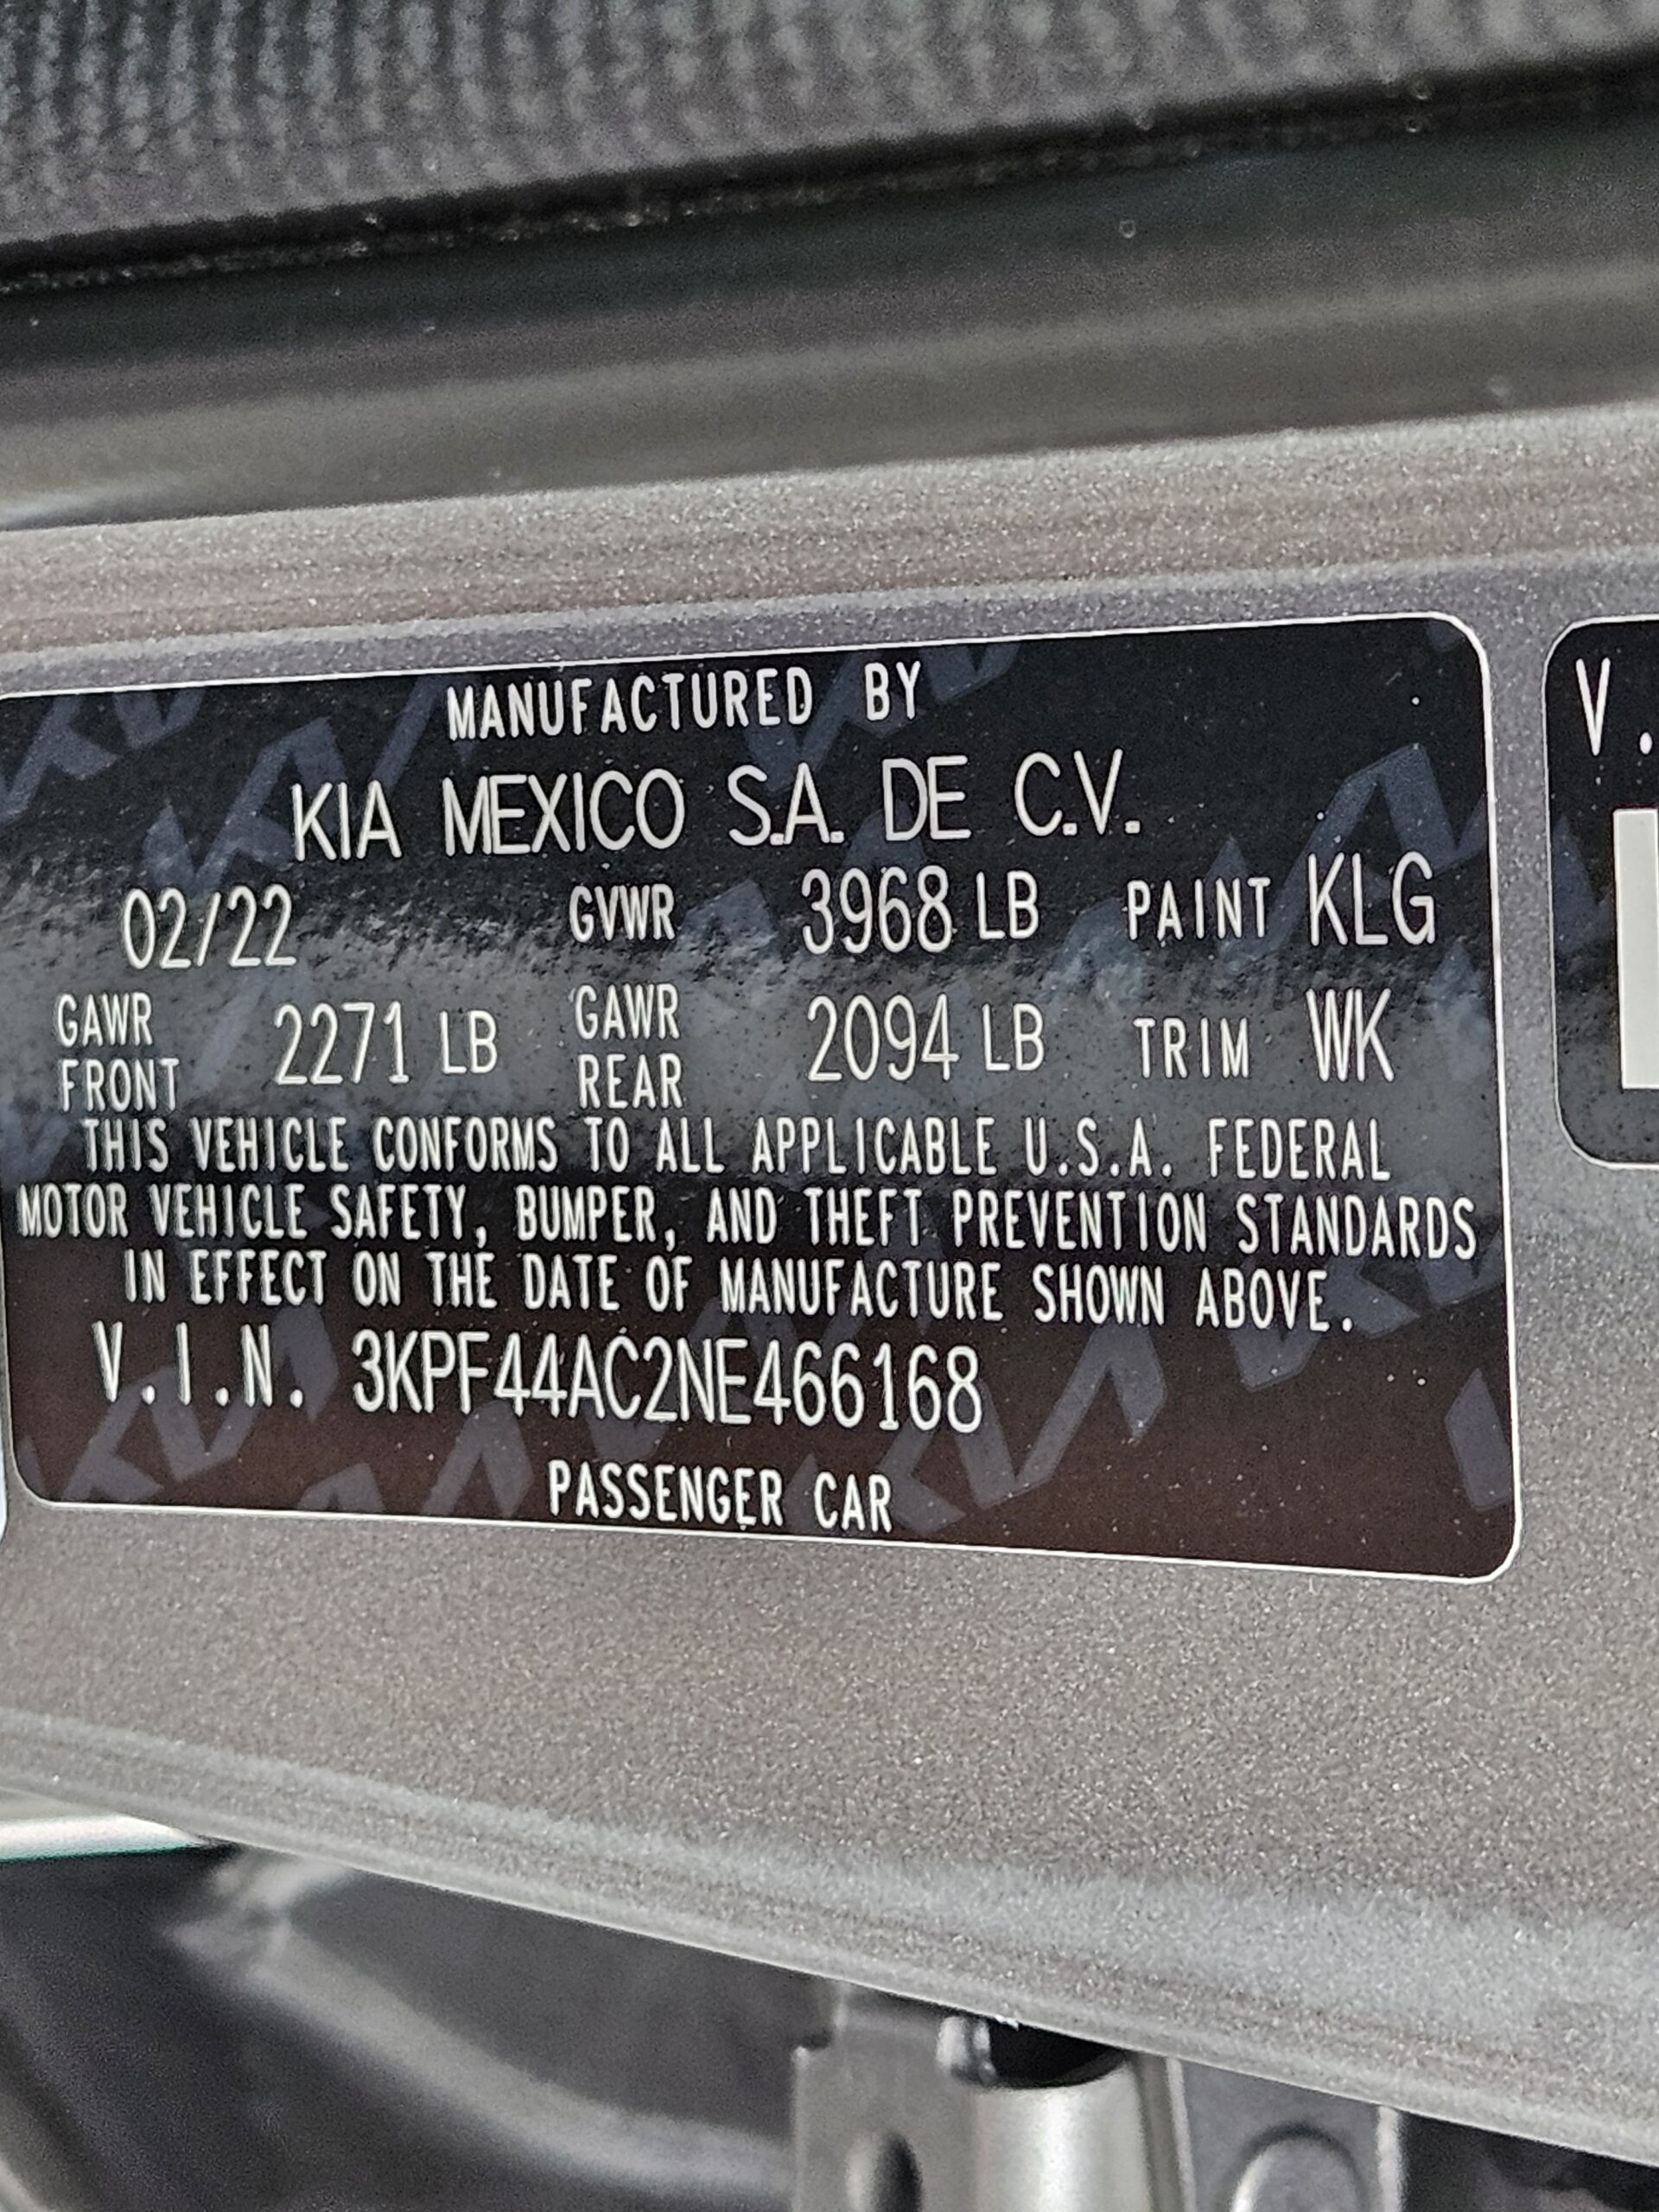 MANUFACTURED BY
KIA MEXICO S.A. DE C.V.
02/22 GVWR 3968 LB PAINT KLG
GAWR FRONT 2271 LB GAWR REAR 2094 LB TRIM WK
THIS VEHICLE CONFORMS TO ALL APPLICABLE U.S.A. FEDERAL
MOTOR VEHICLE SAFETY, BUMPER, AND THEFT PREVENTION STANDARDS
IN EFFECT ON THE DATE OF MANUFACTURE SHOWN ABOVE.
V.I.N. 3KPF44AC2NE466168
PASSENGER CAR
V.